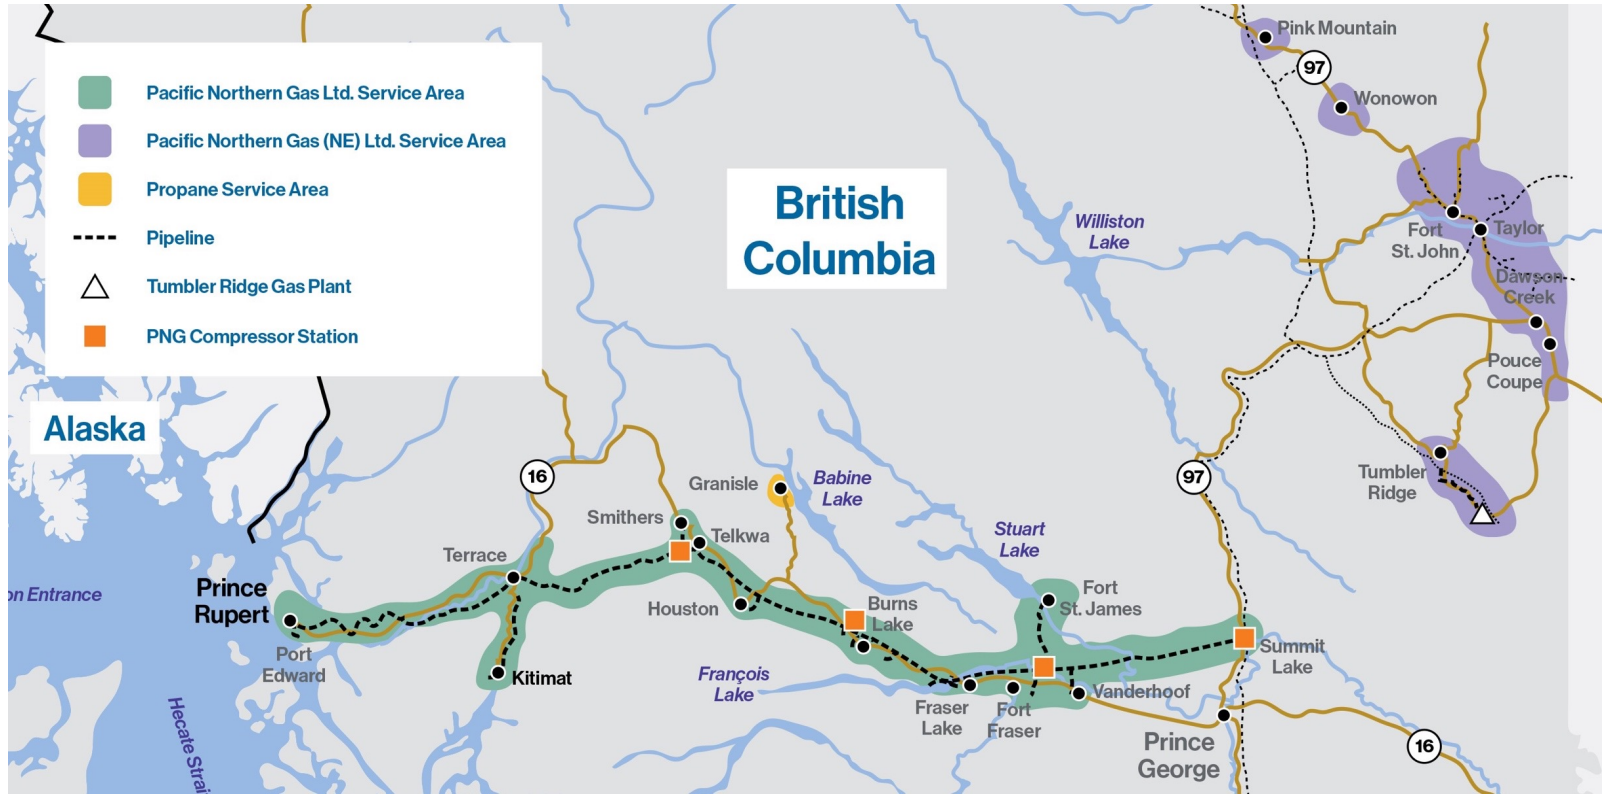 Pacific Northern Gas Ltd. Service Area
Pacific Northern Gas (NE) Ltd. Service Area
Propane Service Area
Pipeline
Tumbler Ridge Gas Plant
PNG Compressor Station
British
Columbia
Alaska
Pink Mountain
97
Wonowon
Williston
Lake
Fort
St. John
Taylor
Dawson
Creek
Pouce
Coupe
Tumbler
Ridge
16
97
Granisle
Babine
Lake
Smithers
Telkwa
Stuart
Lake
Terrace
Prince
Rupert
on Entrance
Port
Edward
Kitimat
Houston
Burns
Lake
Fort
St. James
François
Lake
Fraser
Lake
Fort
Fraser
Vanderhoof
Summit
Lake
Prince
George
16
Hecate Strai